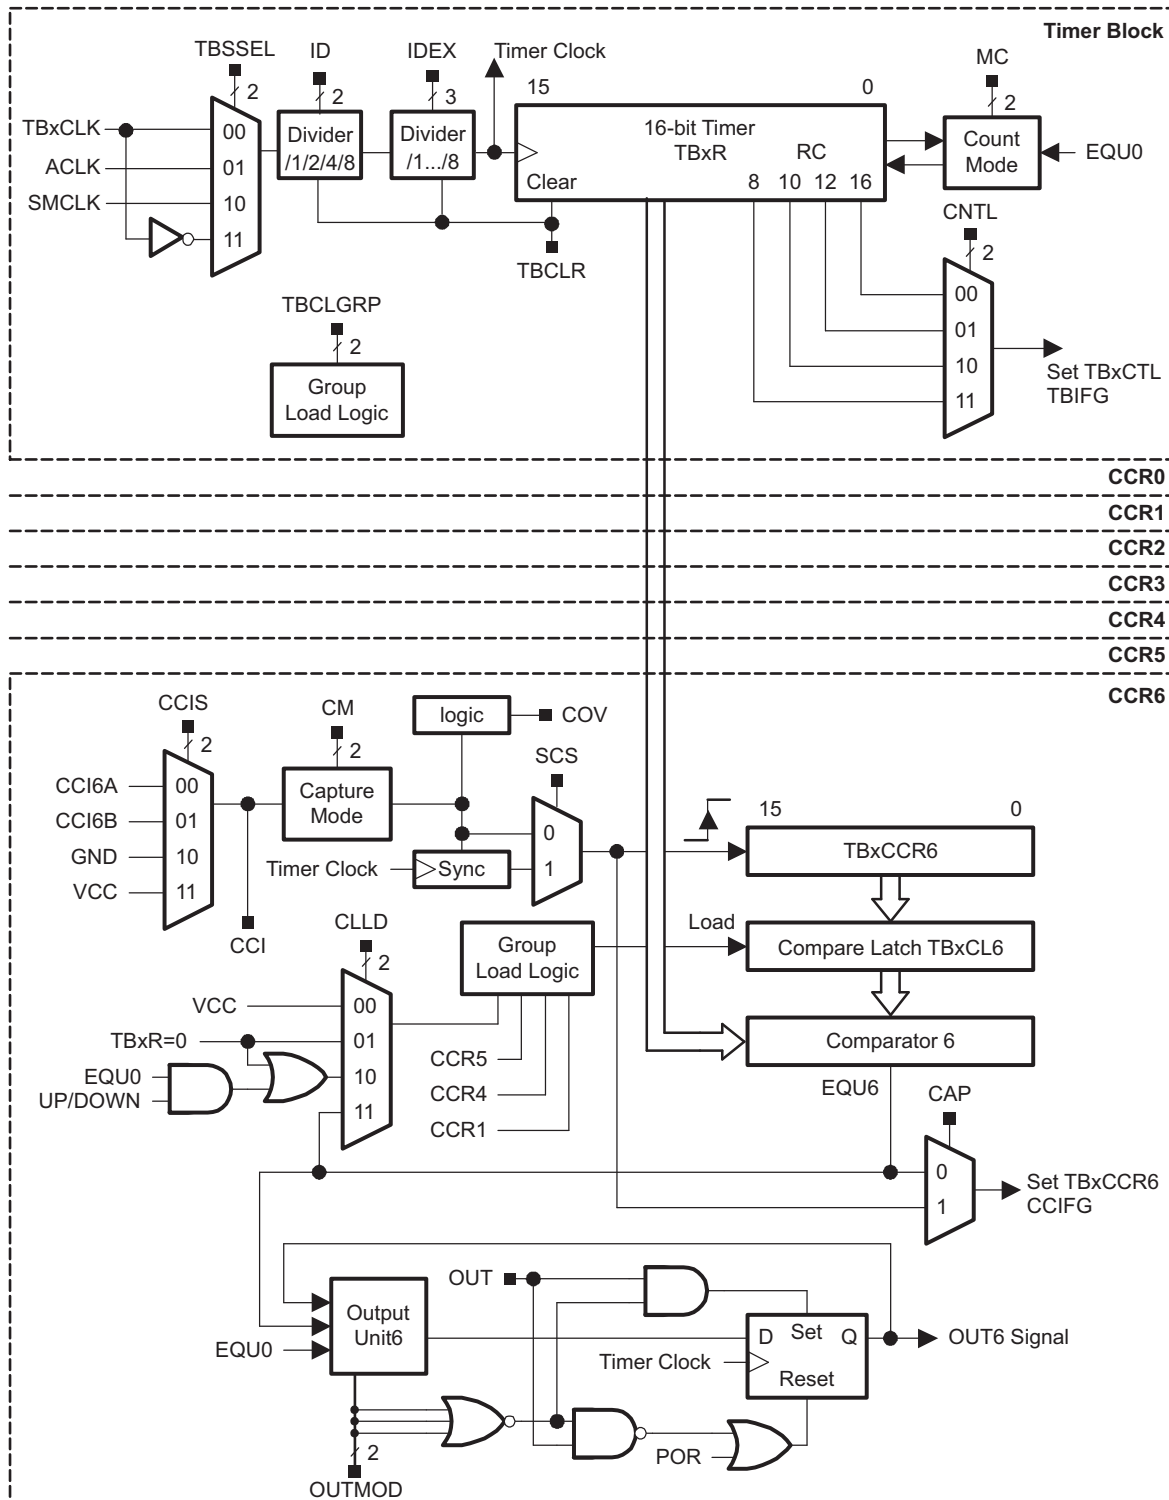 Timer Block
TBSSEL
ID
IDEX
Timer Clock
MC
2
2
3
15
0
2
TBxCLK
ACLK
SMCLK
00
01
10
11
Divider
/1/2/4/8
Divider
/1.../8
16-bit Timer
TBxR
RC
Clear
8 10 12 16
Count
Mode
EQU0
TBCLR
CNTL
2
00
01
10
11
Set TBxCTL
TBIFG
TBCLGRP
2
Group
Load Logic
CCR0
CCR1
CCR2
CCR3
CCR4
CCR5
CCR6
CCIS
2
CM
2
logic
COV
SCS
CCI6A
CCI6B
GND
VCC
00
01
10
11
Capture
Mode
0
1
15
0
TBxCCR6
Timer Clock
Sync
CCI
CLLD
2
Group
Load Logic
Load
Compare Latch TBxCL6
VCC
TBxR=0
EQU0
UP/DOWN
00
01
10
11
CCR5
CCR4
CCR1
Comparator 6
EQU6
CAP
0
1
Set TBxCCR6
CCIFG
OUT
Output
Unit6
EQU0
D Set Q
Timer Clock
Reset
OUT6 Signal
2
OUTMOD
POR